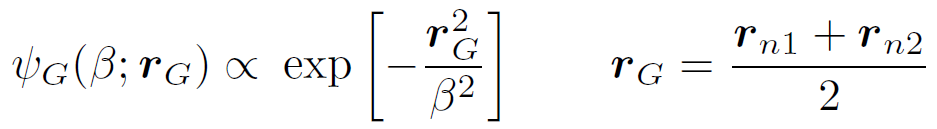 ψ_G(β; r_G) ∝ exp[−r_G^2/β^2]    r_G = (r_{n1} + r_{n2})/2